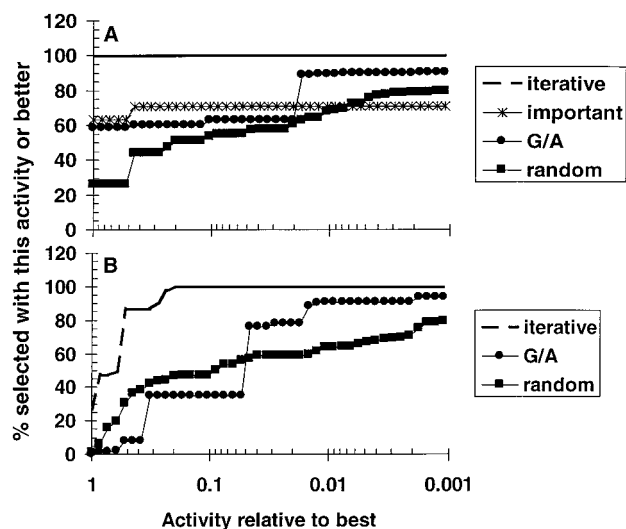 A
120
100
80
60
40
20
0
iterative
important
G/A
random
B
120
100
80
60
40
20
0
iterative
G/A
random
1 0.1 0.01 0.001
Activity relative to best
% selected with this activity or better